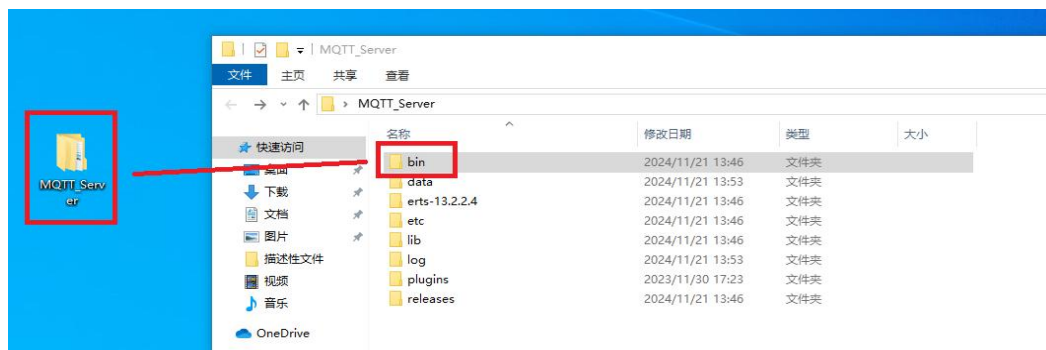 MQTT_Server
文件 主页 共享 查看
MQTT_Server
名称 修改日期 类型 大小
快速访问
桌面
下载
文档
图片
描述性文件
视频
音乐
OneDrive
bin 2024/11/21 13:46 文件夹
data 2024/11/21 13:53 文件夹
erts-13.2.2.4 2024/11/21 13:46 文件夹
etc 2024/11/21 13:46 文件夹
lib 2024/11/21 13:46 文件夹
log 2024/11/21 13:53 文件夹
plugins 2023/11/30 17:23 文件夹
releases 2024/11/21 13:46 文件夹
MQTT_Serv
er